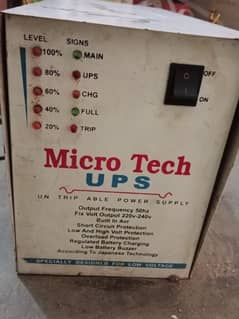 LEVEL SIGNS
100% MAIN
80% UPS
60% CHG
40% FULL
20% TRIP
OFF
ON
Micro Tech
UPS
UN TRIP ABLE POWER SUPPLY
Output Frequency 50hz
Fix Volt Output 220v-240v
Built In Avr
Short Circuit Protection
Low And High Volt Protection
Overload Protection
Regulated Battery Charging
Low Battery Buzzer
According To Japanese Technology
SPECIALLY DESIGNED FOR LOW VOLTAGE